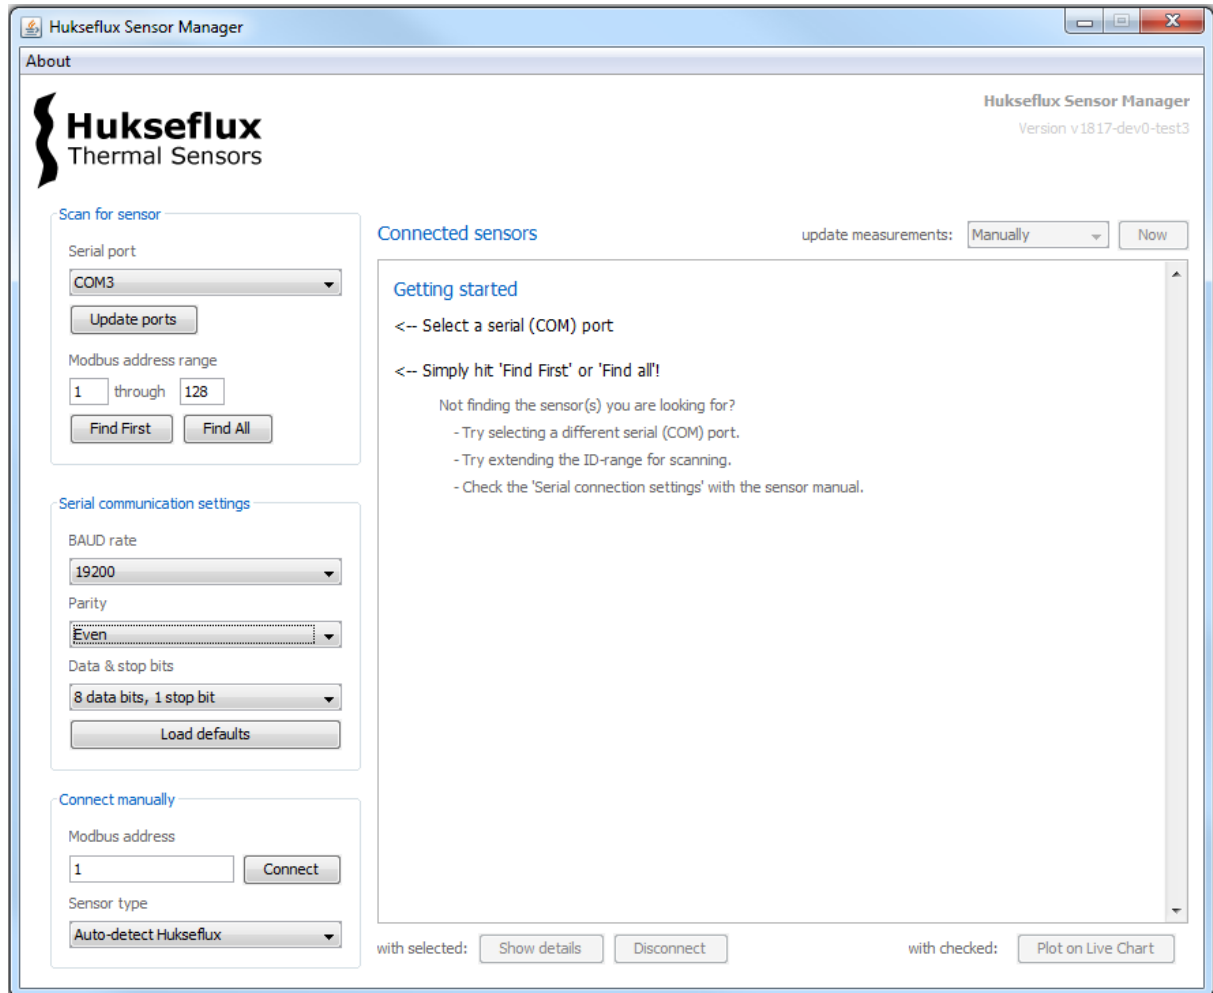 Hukseflux Sensor Manager
About
Hukseflux
Thermal Sensors
Hukseflux Sensor Manager
Version v1817-dev0-test3
Scan for sensor
Serial port
COM3
Update ports
Modbus address range
1 through 128
Find First Find All
Serial communication settings
BAUD rate
19200
Parity
Even
Data & stop bits
8 data bits, 1 stop bit
Load defaults
Connect manually
Modbus address
1 Connect
Sensor type
Auto-detect Hukseflux
Connected sensors update measurements: Manually Now
Getting started
<-- Select a serial (COM) port
<-- Simply hit 'Find First' or 'Find all'!
Not finding the sensor(s) you are looking for?
- Try selecting a different serial (COM) port.
- Try extending the ID-range for scanning.
- Check the 'Serial connection settings' with the sensor manual.
with selected: Show details Disconnect with checked: Plot on Live Chart